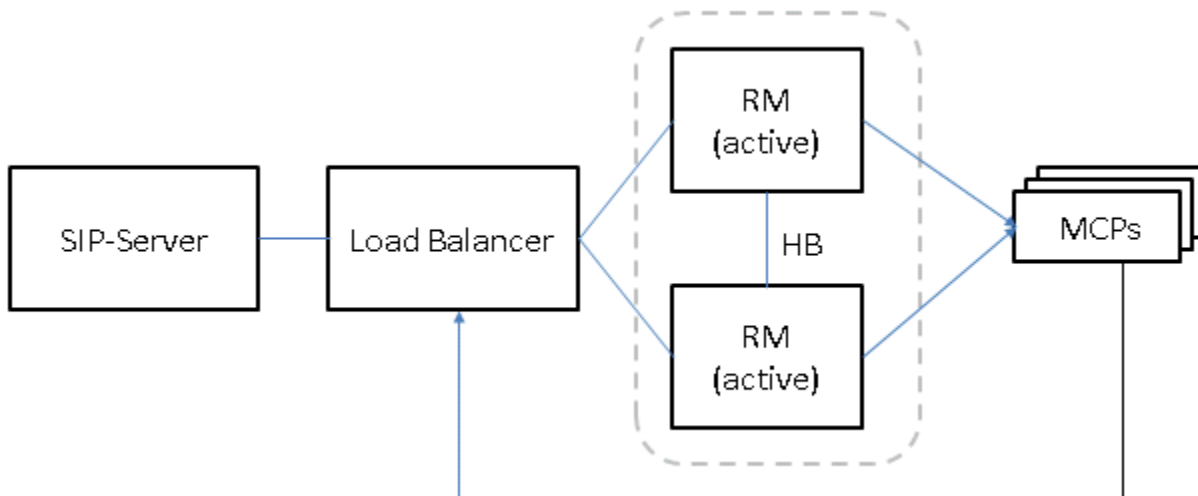 SIP-Server
Load Balancer
RM
(active)
HB
RM
(active)
MCPs